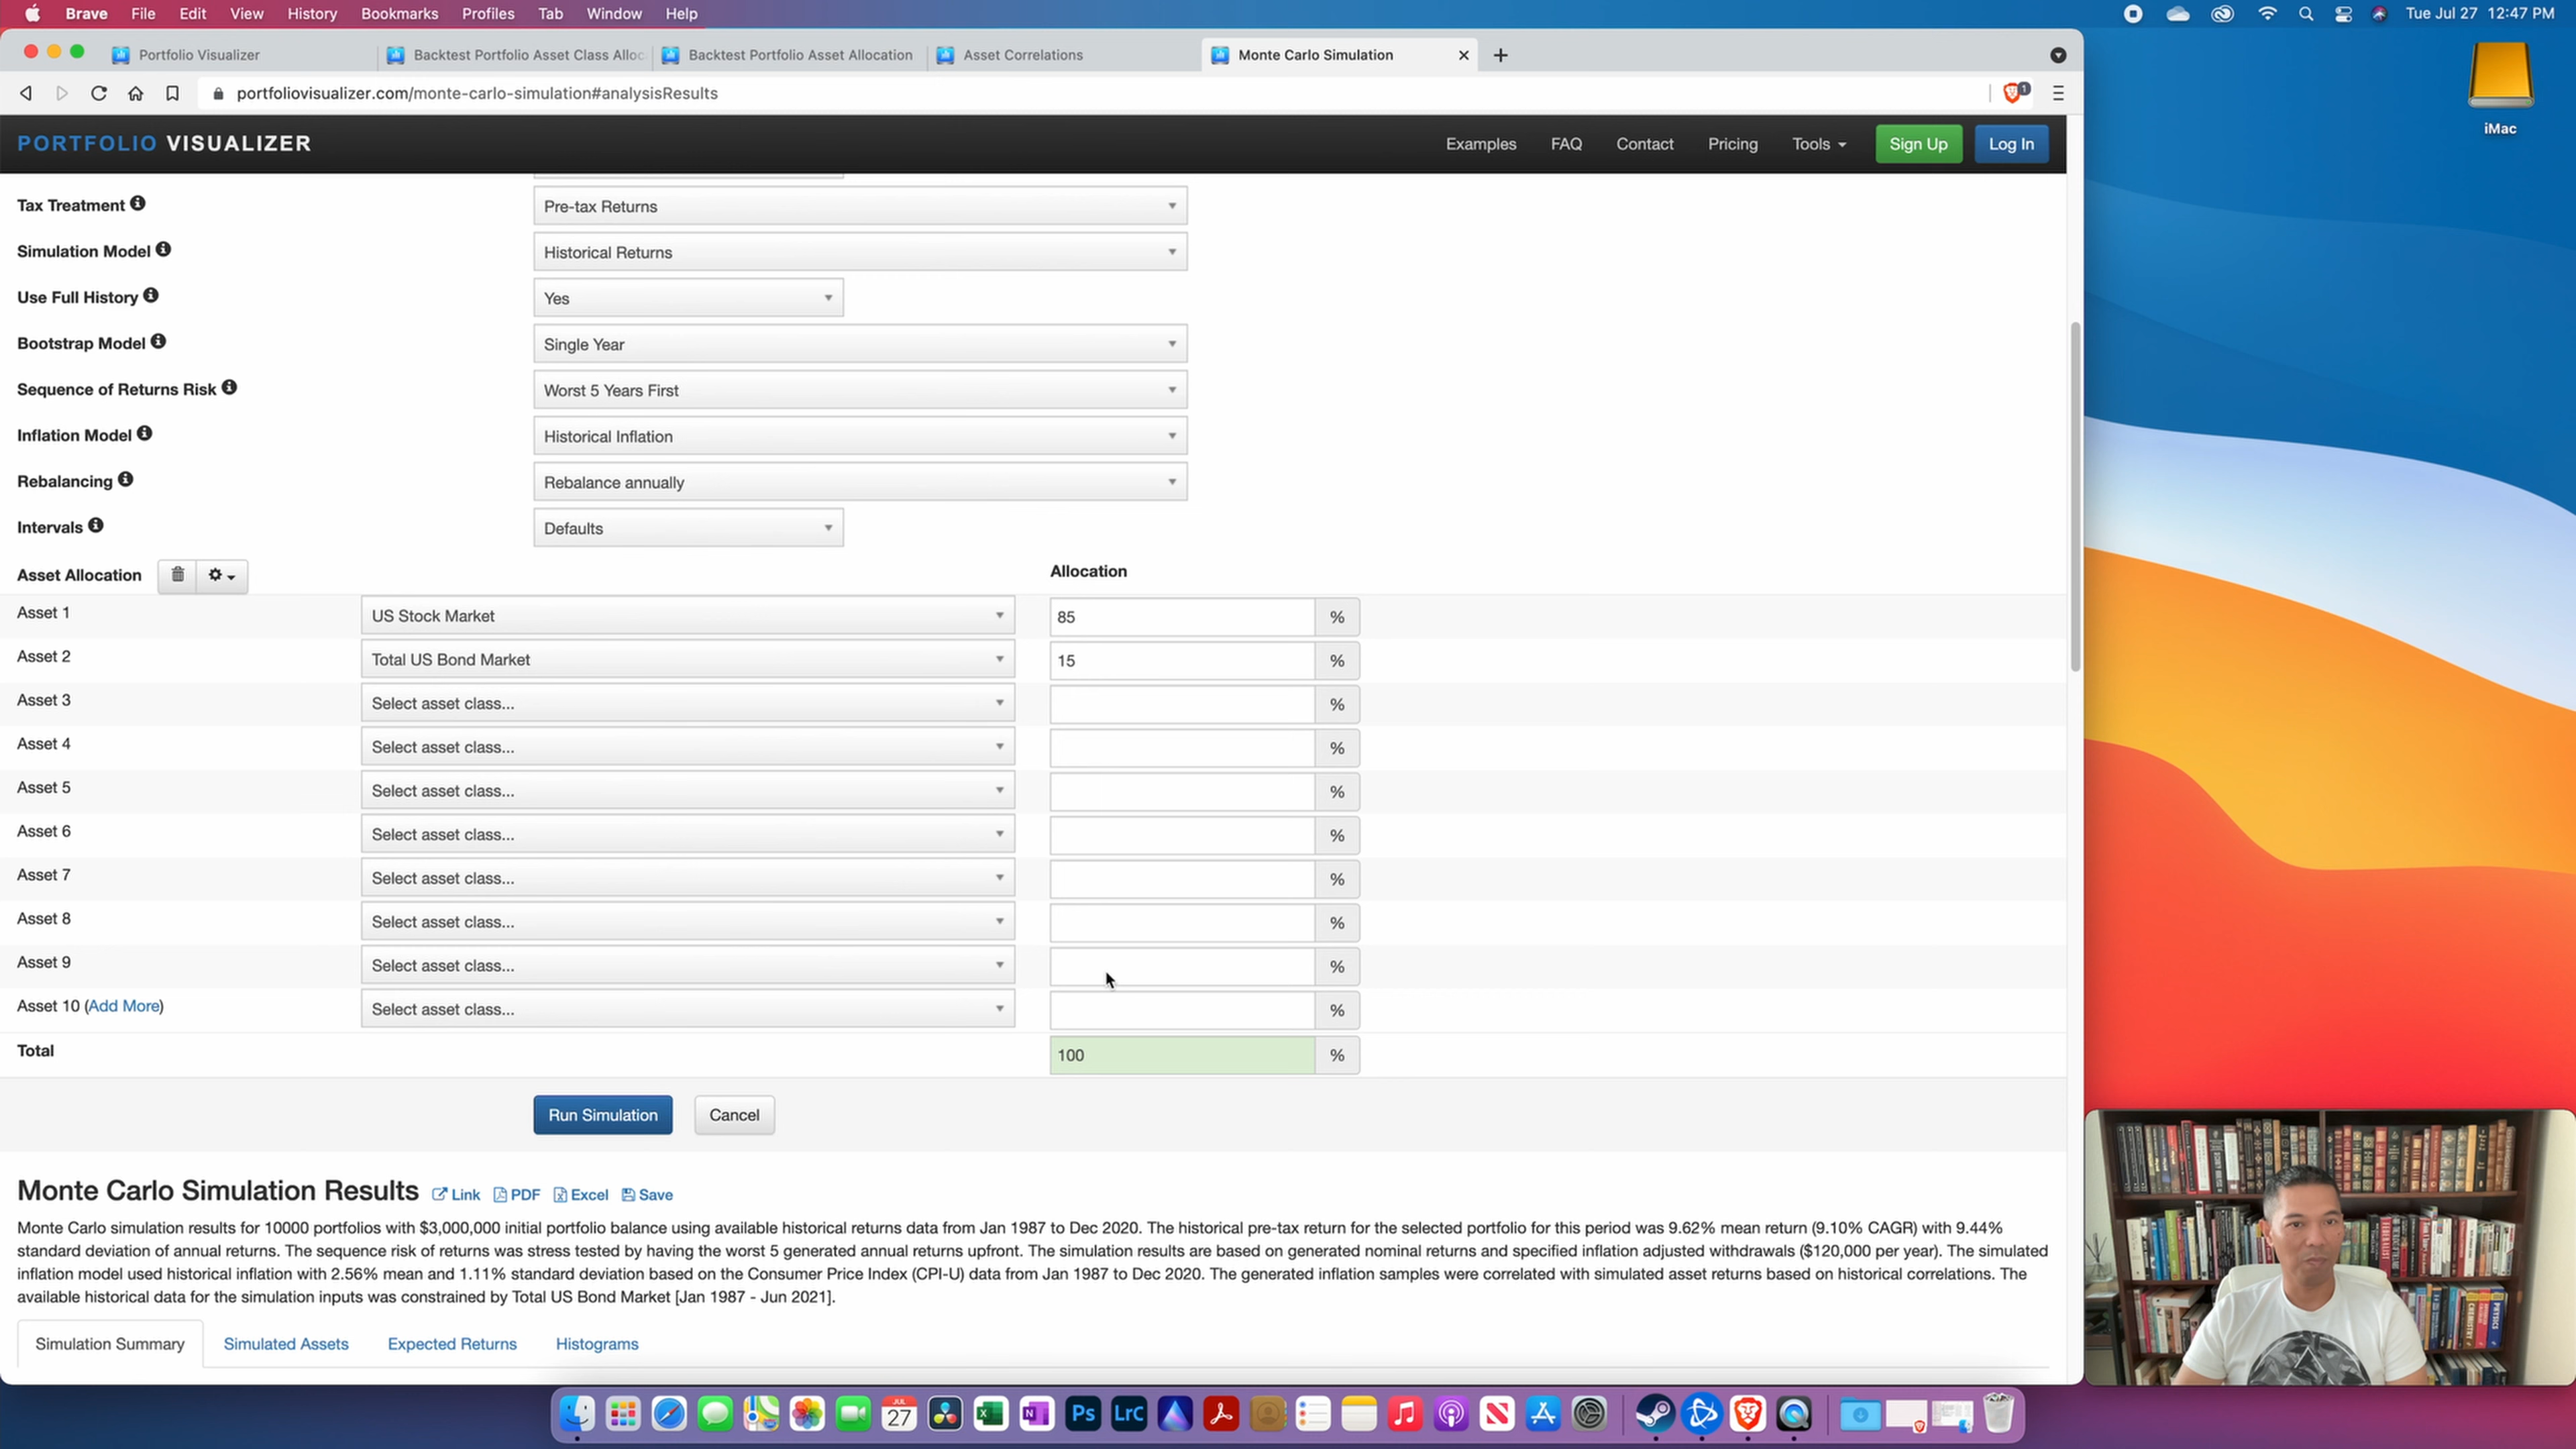 Brave File Edit View History Bookmarks Profiles Tab Window Help
Tue Jul 27 12:47 PM
Portfolio Visualizer
Backtest Portfolio Asset Class Alloc
Backtest Portfolio Asset Allocation
Asset Correlations
Monte Carlo Simulation
portfoliovisualizer.com/monte-carlo-simulation#analysisResults
1
iMac
PORTFOLIO VISUALIZER
Examples FAQ Contact Pricing Tools Sign Up Log In
Tax Treatment Pre-tax Returns
Simulation Model Historical Returns
Use Full History Yes
Bootstrap Model Single Year
Sequence of Returns Risk Worst 5 Years First
Inflation Model Historical Inflation
Rebalancing Rebalance annually
Intervals Defaults
Asset Allocation Allocation
Asset 1 US Stock Market 85 %
Asset 2 Total US Bond Market 15 %
Asset 3 Select asset class... %
Asset 4 Select asset class... %
Asset 5 Select asset class... %
Asset 6 Select asset class... %
Asset 7 Select asset class... %
Asset 8 Select asset class... %
Asset 9 Select asset class... %
Asset 10 (Add More) Select asset class... %
Total 100 %
Run Simulation Cancel
Monte Carlo Simulation Results Link PDF Excel Save
Monte Carlo simulation results for 10000 portfolios with $3,000,000 initial portfolio balance using available historical returns data from Jan 1987 to Dec 2020. The historical pre-tax return for the selected portfolio for this period was 9.62% mean return (9.10% CAGR) with 9.44%
standard deviation of annual returns. The sequence risk of returns was stress tested by having the worst 5 generated annual returns upfront. The simulation results are based on generated nominal returns and specified inflation adjusted withdrawals ($120,000 per year). The simulated
inflation model used historical inflation with 2.56% mean and 1.11% standard deviation based on the Consumer Price Index (CPI-U) data from Jan 1987 to Dec 2020. The generated inflation samples were correlated with simulated asset returns based on historical correlations. The
available historical data for the simulation inputs was constrained by Total US Bond Market [Jan 1987 - Jun 2021].
Simulation Summary Simulated Assets Expected Returns Histograms
JUL
27
Ps
LrC
CHEMISTRY
PHYSICS